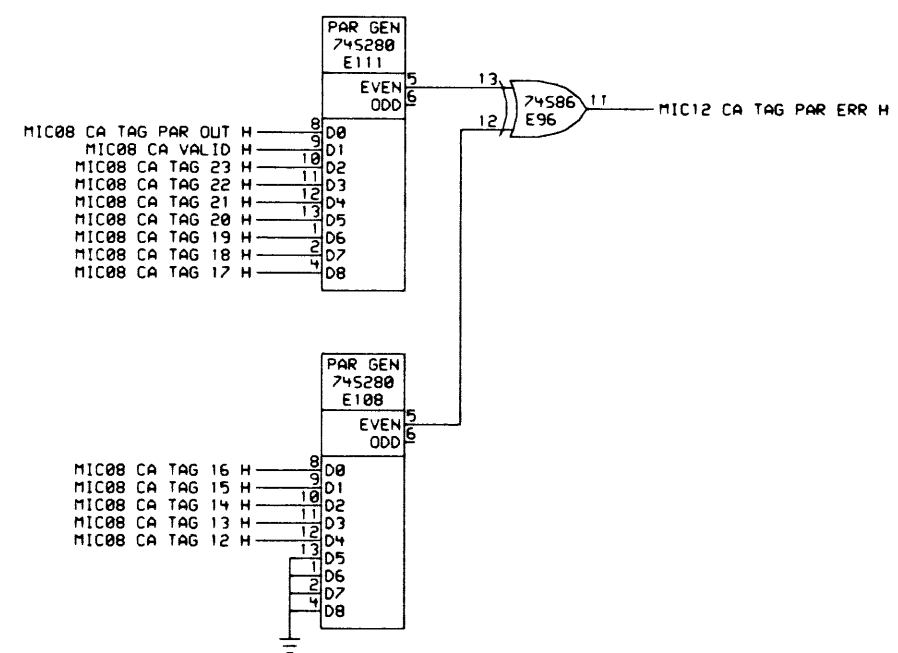 PAR GEN
74S280
E111
EVEN 5
ODD 6
MIC08 CA TAG PAR OUT H 8 D0
MIC08 CA VALID H 9 D1
MIC08 CA TAG 23 H 10 D2
MIC08 CA TAG 22 H 11 D3
MIC08 CA TAG 21 H 12 D4
MIC08 CA TAG 20 H 13 D5
MIC08 CA TAG 19 H 1 D6
MIC08 CA TAG 18 H 2 D7
MIC08 CA TAG 17 H 4 D8
13
12
74S86
E96
11
MIC12 CA TAG PAR ERR H
PAR GEN
74S280
E108
EVEN 5
ODD 6
MIC08 CA TAG 16 H 8 D0
MIC08 CA TAG 15 H 9 D1
MIC08 CA TAG 14 H 10 D2
MIC08 CA TAG 13 H 11 D3
MIC08 CA TAG 12 H 12 D4
13 D5
1 D6
2 D7
4 D8